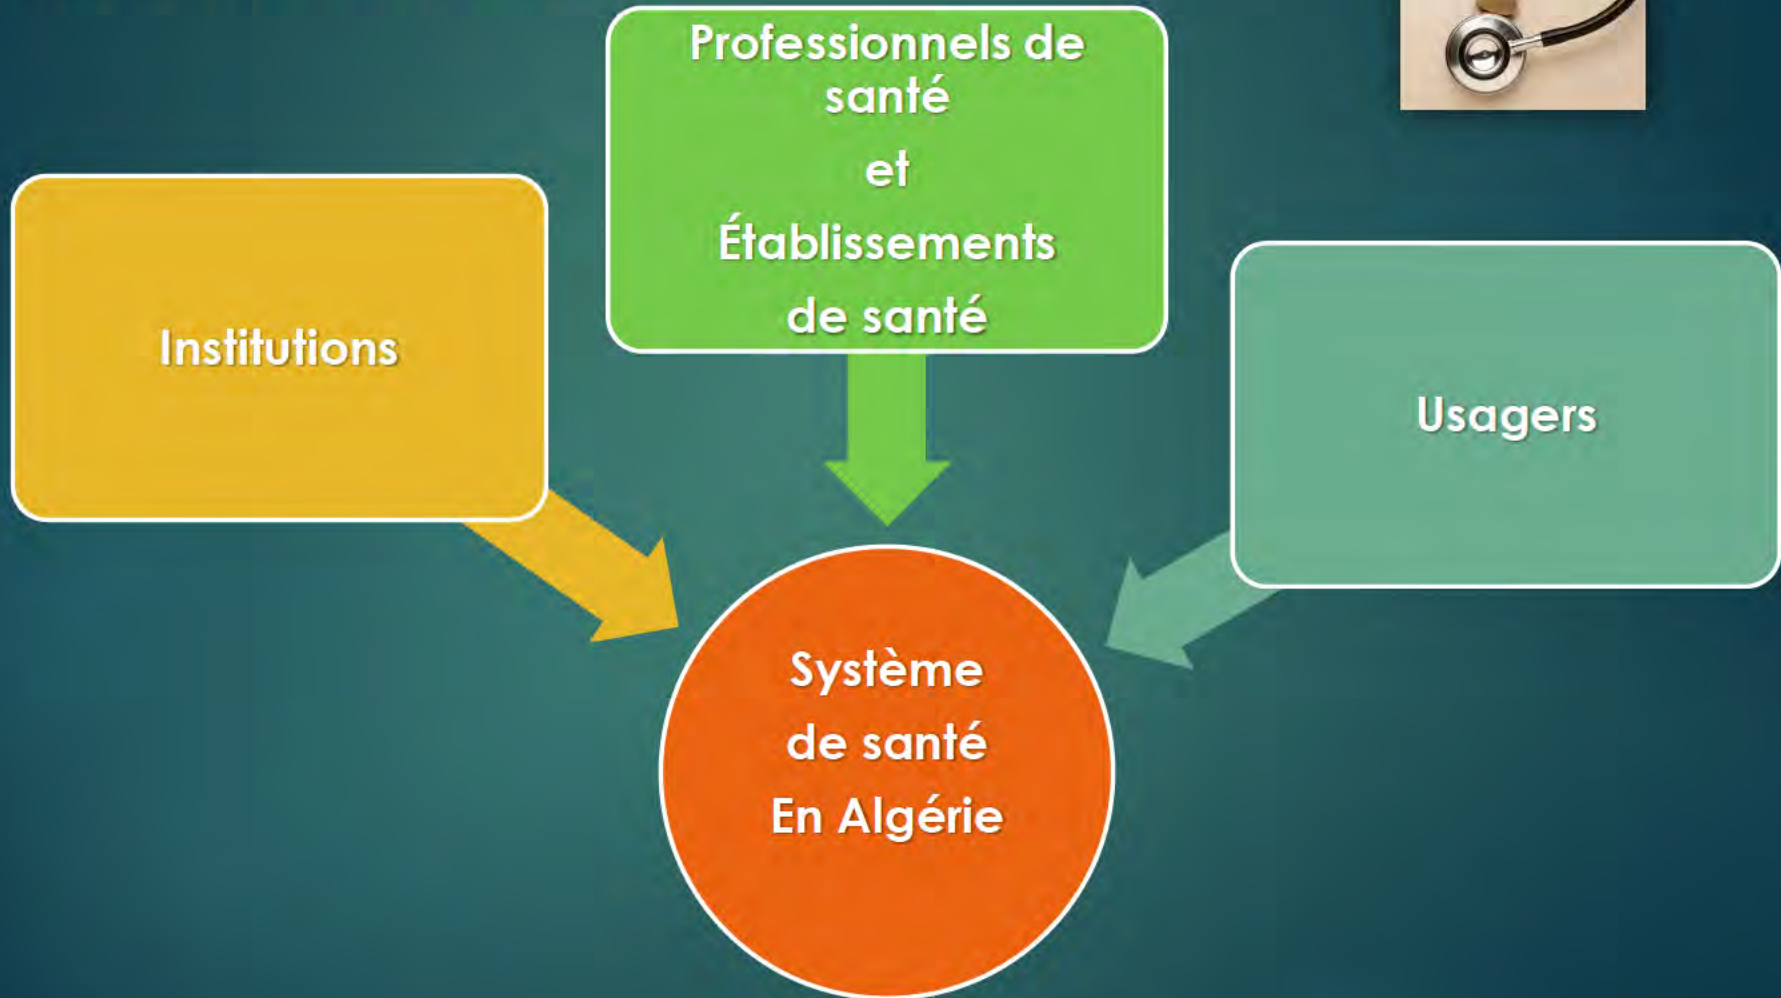 Professionnels de
santé
et
Établissements
de santé
Institutions
Usagers
Système
de santé
En Algérie